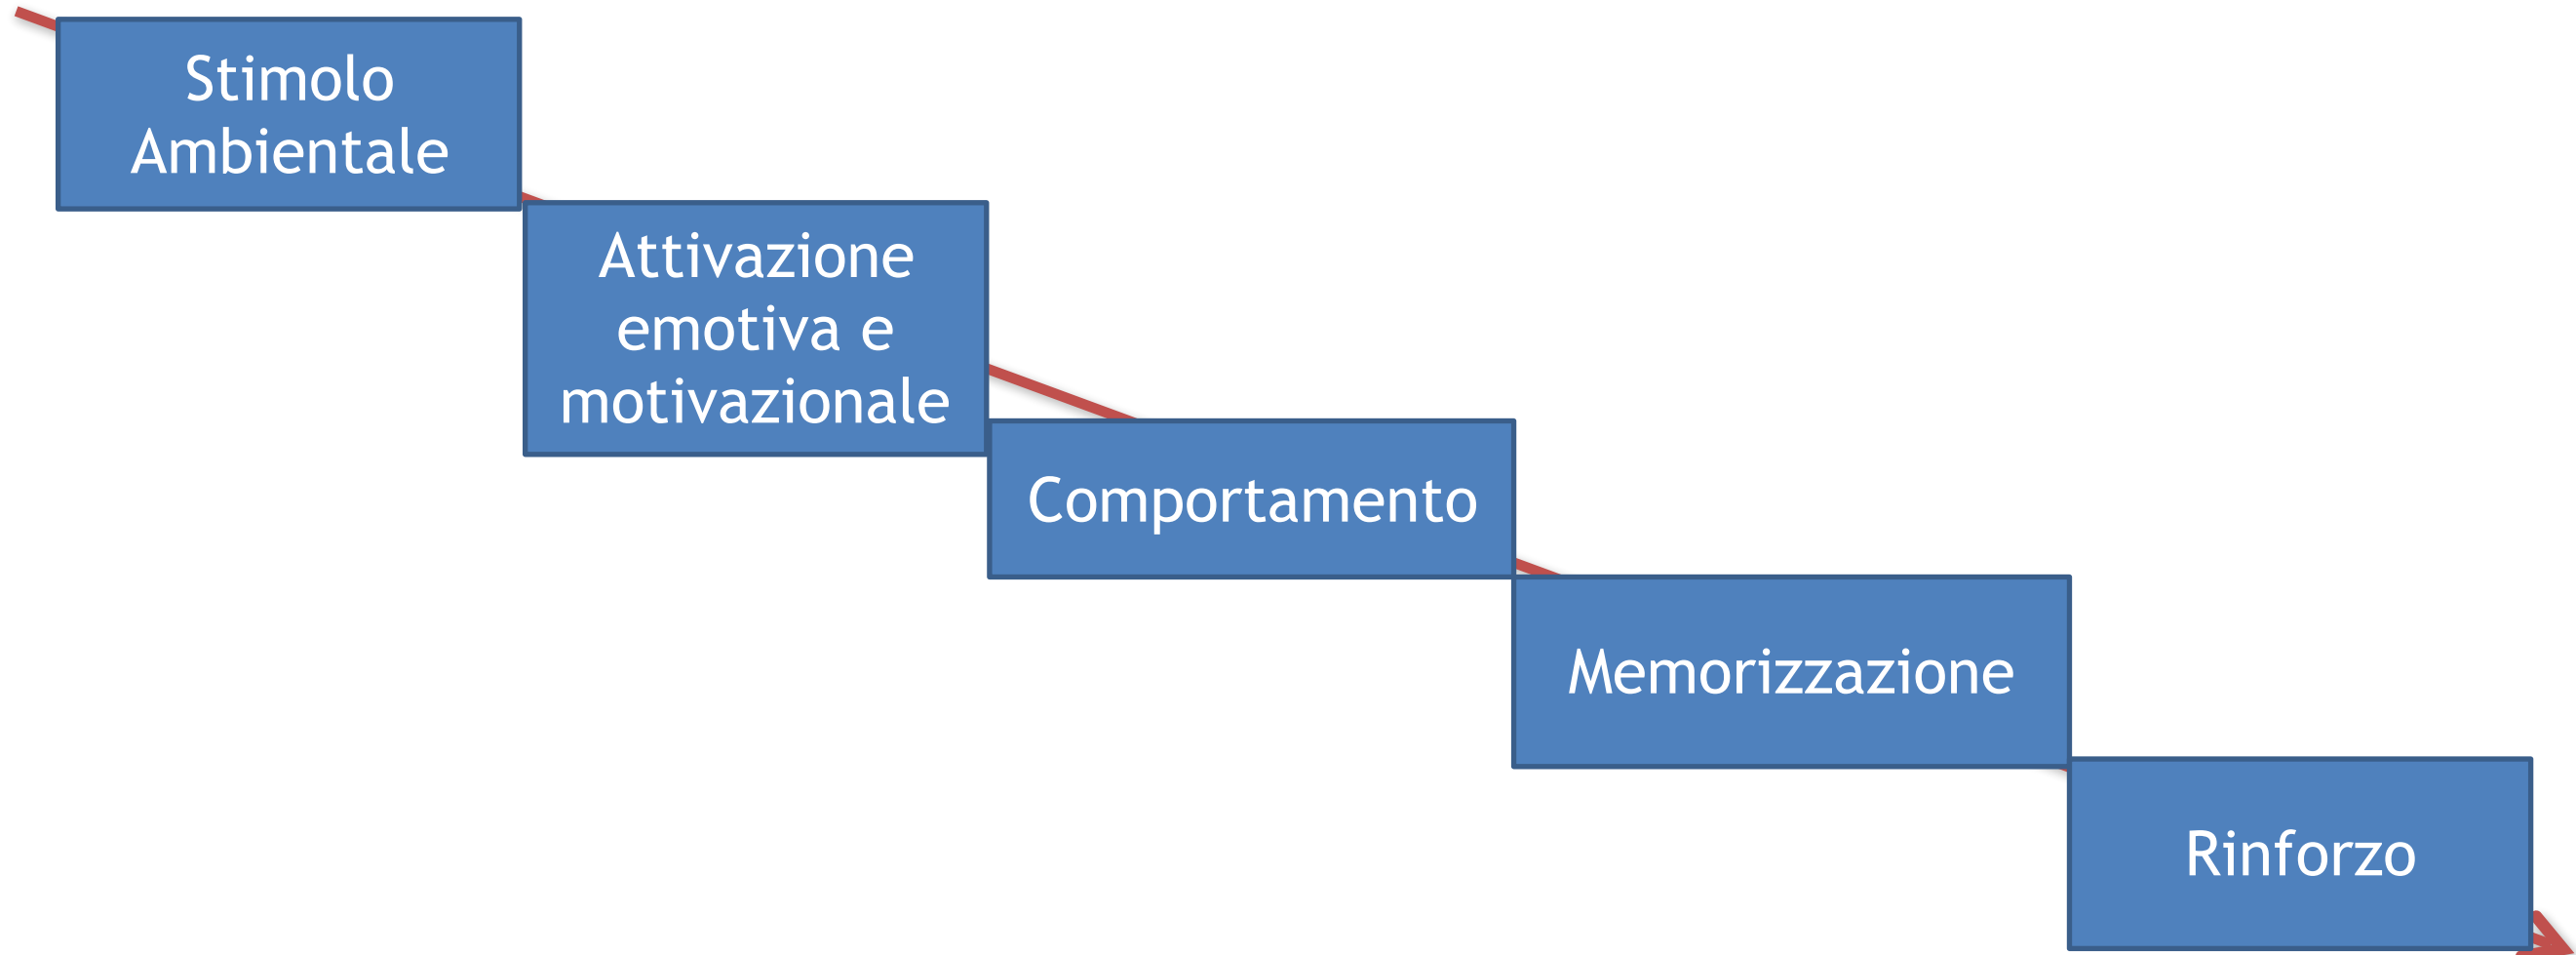 Stimolo
Ambientale
Attivazione
emotiva e
motivazionale
Comportamento
Memorizzazione
Rinforzo